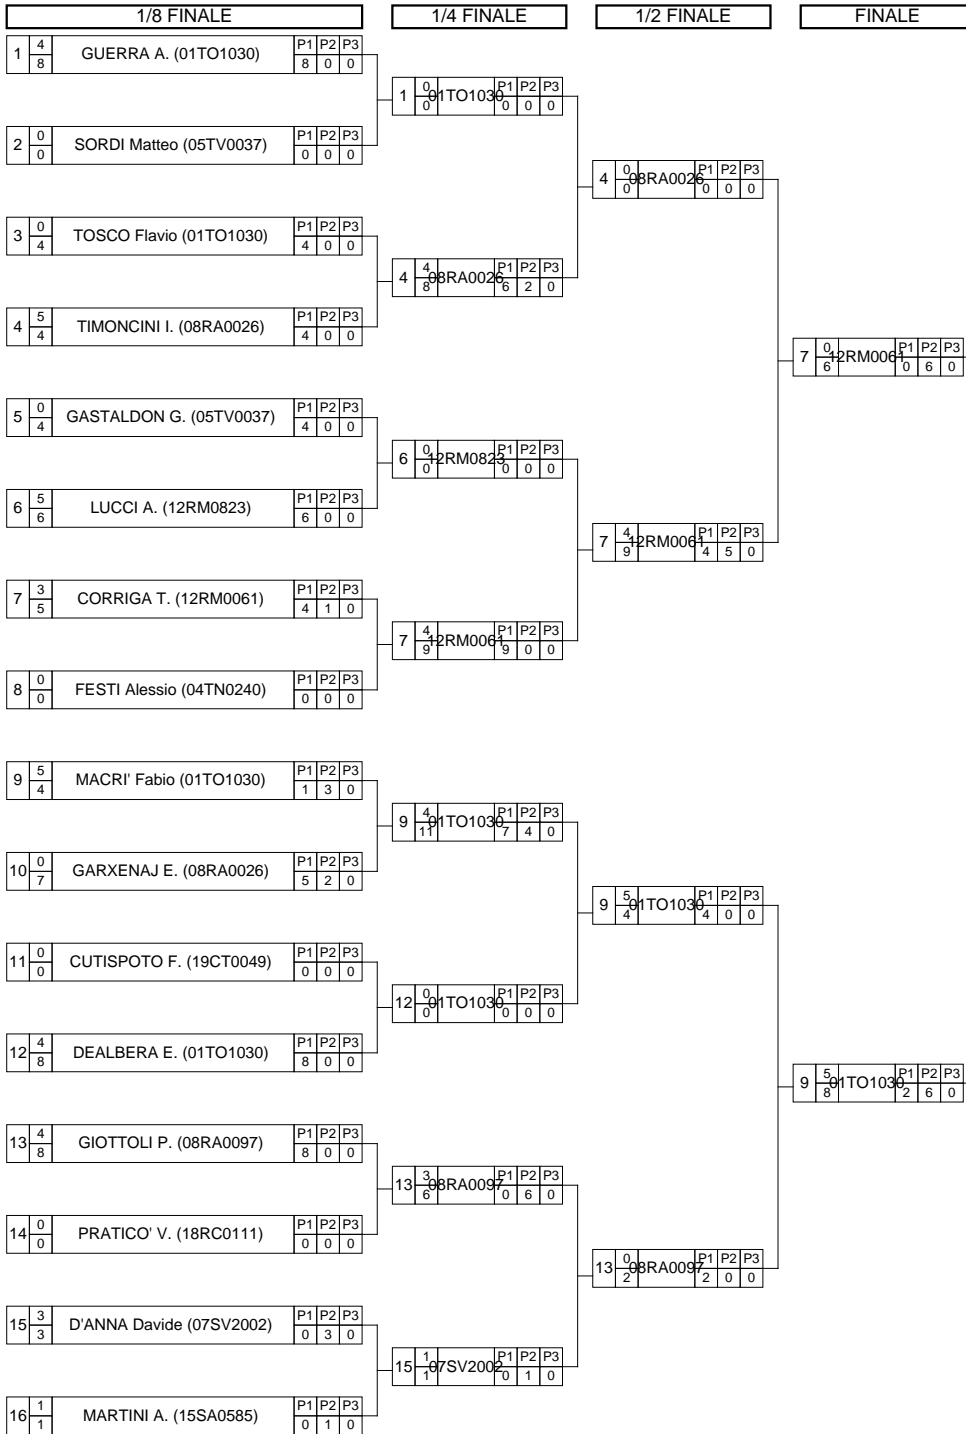 1/8 FINALE 1/4 FINALE 1/2 FINALE FINALE
1 4 8 GUERRA A. (01TO1030) P1 P2 P3 8 0 0
1 0 0 01TO1030 P1 P2 P3 0 0 0
2 0 0 SORDI Matteo (05TV0037) P1 P2 P3 0 0 0
4 0 0 08RA0026 P1 P2 P3 0 0 0
3 0 4 TOSCO Flavio (01TO1030) P1 P2 P3 4 0 0
4 4 8 08RA0026 P1 P2 P3 6 2 0
4 5 4 TIMONCINI I. (08RA0026) P1 P2 P3 4 0 0
7 0 6 12RM0061 P1 P2 P3 0 6 0
5 0 4 GASTALDON G. (05TV0037) P1 P2 P3 4 0 0
6 0 0 12RM0823 P1 P2 P3 0 0 0
6 5 6 LUCCI A. (12RM0823) P1 P2 P3 6 0 0
7 4 9 12RM0061 P1 P2 P3 4 5 0
7 3 5 CORRIGA T. (12RM0061) P1 P2 P3 4 1 0
7 4 9 12RM0061 P1 P2 P3 9 0 0
8 0 0 FESTI Alessio (04TN0240) P1 P2 P3 0 0 0
9 5 4 MACRI' Fabio (01TO1030) P1 P2 P3 1 3 0
9 4 11 01TO1030 P1 P2 P3 7 4 0
10 0 7 GARXENAJ E. (08RA0026) P1 P2 P3 5 2 0
9 5 4 01TO1030 P1 P2 P3 4 0 0
11 0 0 CUTISPOTO F. (19CT0049) P1 P2 P3 0 0 0
12 0 0 01TO1030 P1 P2 P3 0 0 0
12 4 8 DEALBERA E. (01TO1030) P1 P2 P3 8 0 0
9 5 8 01TO1030 P1 P2 P3 2 6 0
13 4 8 GIOTTOLI P. (08RA0097) P1 P2 P3 8 0 0
13 3 6 08RA0097 P1 P2 P3 0 6 0
14 0 0 PRATICO' V. (18RC0111) P1 P2 P3 0 0 0
13 0 2 08RA0097 P1 P2 P3 2 0 0
15 3 3 D'ANNA Davide (07SV2002) P1 P2 P3 0 3 0
15 1 1 07SV2002 P1 P2 P3 0 1 0
16 1 1 MARTINI A. (15SA0585) P1 P2 P3 0 1 0